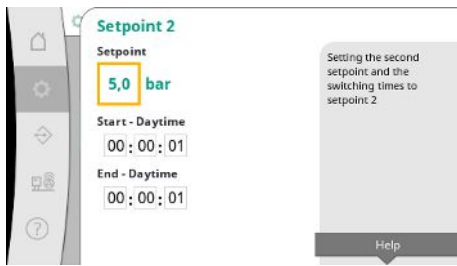 Setpoint 2
Setpoint
5,0 bar
Start - Daytime
00 : 00 : 01
End - Daytime
00 : 00 : 01
Setting the second
setpoint and the
switching times to
setpoint 2
Help
?